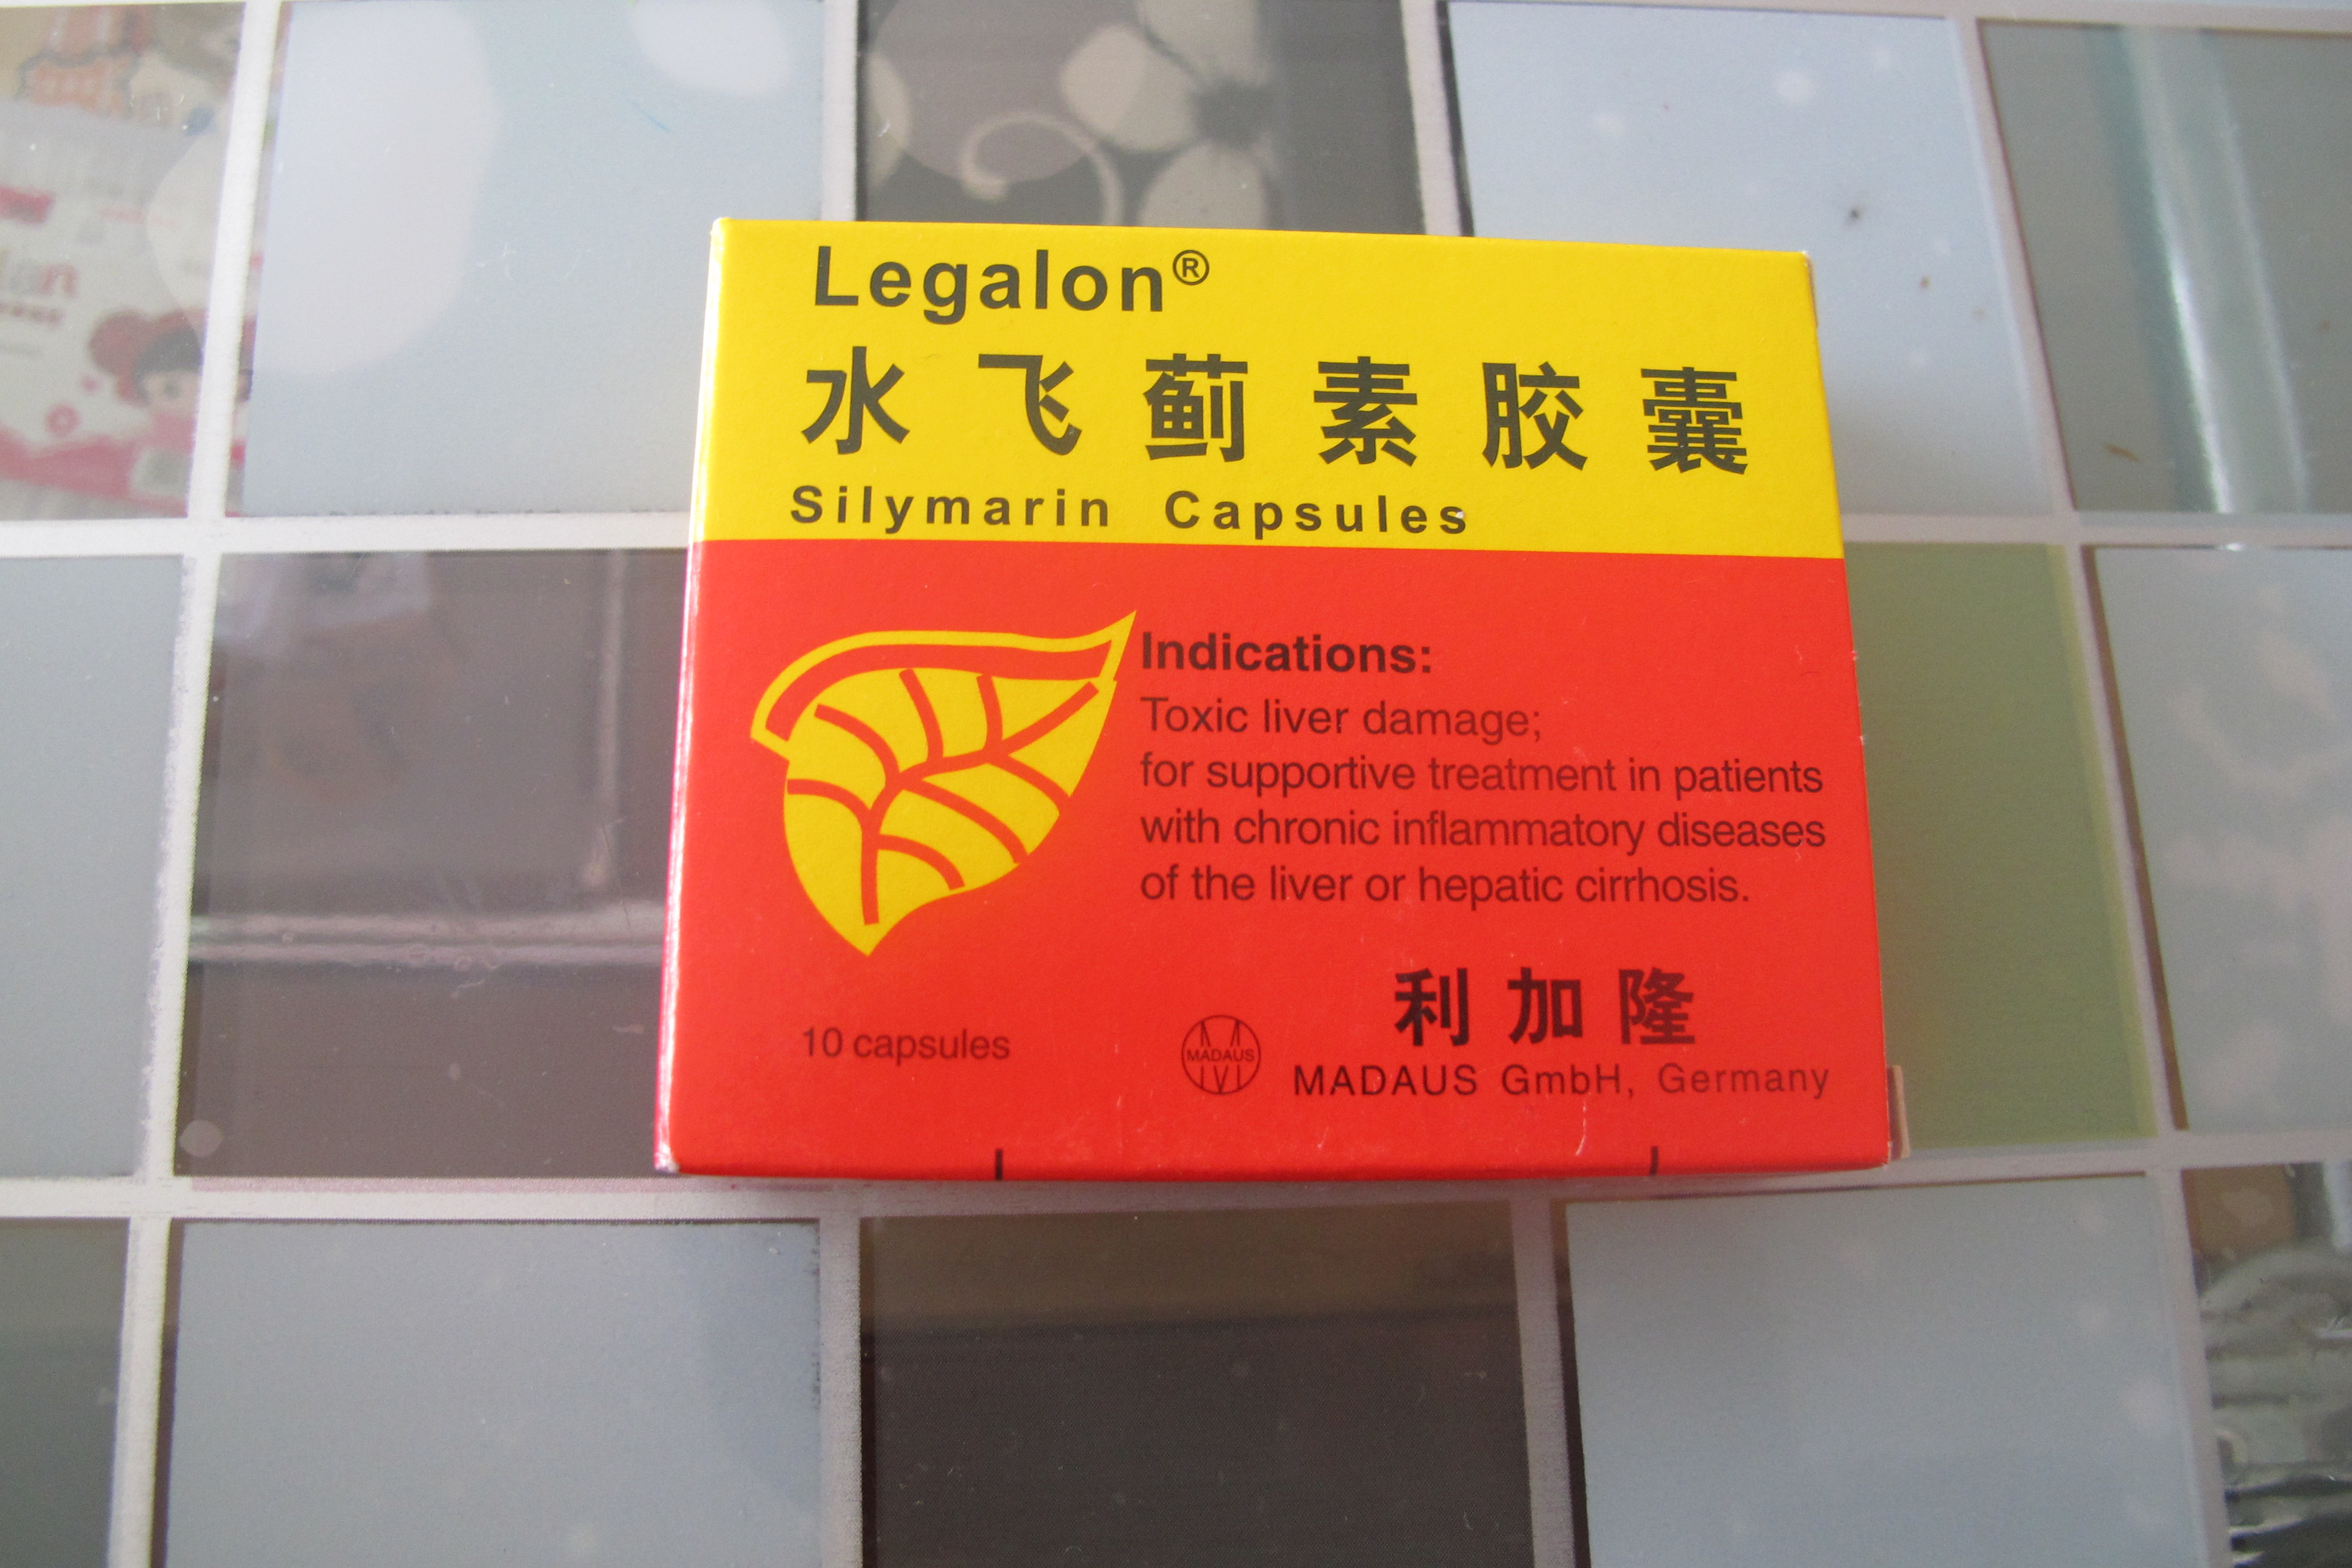 Legalon®
水飞蓟素胶囊
Silymarin Capsules
Indications:
Toxic liver damage;
for supportive treatment in patients
with chronic inflammatory diseases
of the liver or hepatic cirrhosis.
利加隆
10 capsules
MADAUS
MADAUS GmbH, Germany